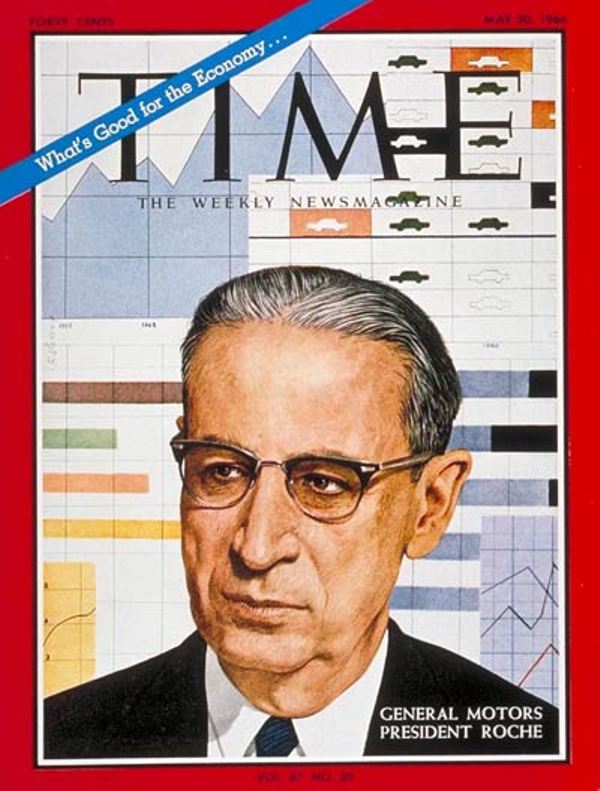 FORTY CENTS
MAY 20, 1966
What's Good for the Economy...
TIME
THE WEEKLY NEWSMAGAZINE
GENERAL MOTORS
PRESIDENT ROCHE
VOL. 87 NO. 20